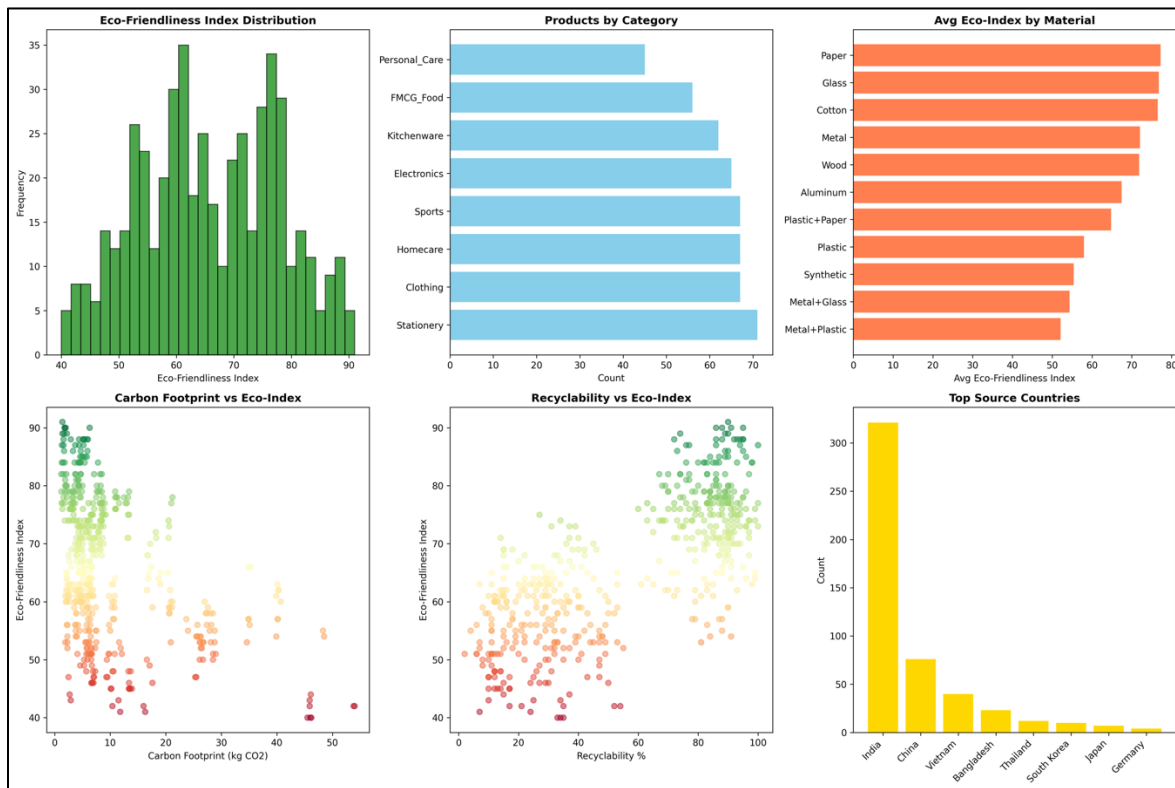 Eco-Friendliness Index Distribution
Frequency
35
30
25
20
15
10
5
0
40
50
60
70
80
90
Eco-Friendliness Index
Products by Category
Personal_Care
FMCG_Food
Kitchenware
Electronics
Sports
Homecare
Clothing
Stationery
0
10
20
30
40
50
60
70
Count
Avg Eco-Index by Material
Paper
Glass
Cotton
Metal
Wood
Aluminum
Plastic+Paper
Plastic
Synthetic
Metal+Glass
Metal+Plastic
0
10
20
30
40
50
60
70
80
Avg Eco-Friendliness Index
Carbon Footprint vs Eco-Index
Eco-Friendliness Index
90
80
70
60
50
40
0
10
20
30
40
50
Carbon Footprint (kg CO2)
Recyclability vs Eco-Index
Eco-Friendliness Index
90
80
70
60
50
40
0
20
40
60
80
100
Recyclability %
Top Source Countries
Count
300
250
200
150
100
50
0
India
China
Vietnam
Bangladesh
Thailand
South Korea
Japan
Germany